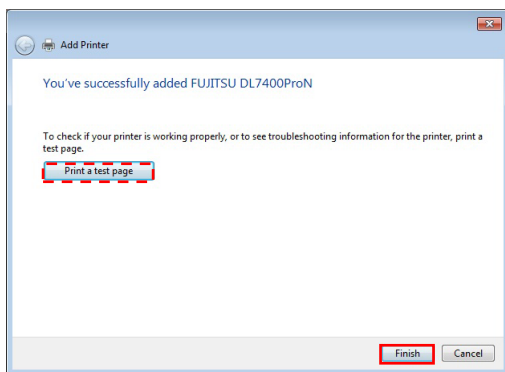 Add Printer
You've successfully added FUJITSU DL7400ProN
To check if your printer is working properly, or to see troubleshooting information for the printer, print a
test page.
Print a test page
Finish
Cancel